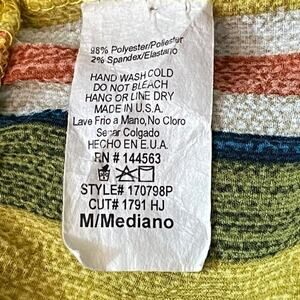 98% Polyester/Poliester
2% Spandex/Elastano
HAND WASH COLD
DO NOT BLEACH
HANG OR LINE DRY
MADE IN U.S.A.
Lave Frio a Mano, No Cloro
Secar Colgado
HECHO EN E.U.A.
RN # 144563
STYLE# 170798P
CUT# 1791 HJ
M/Mediano